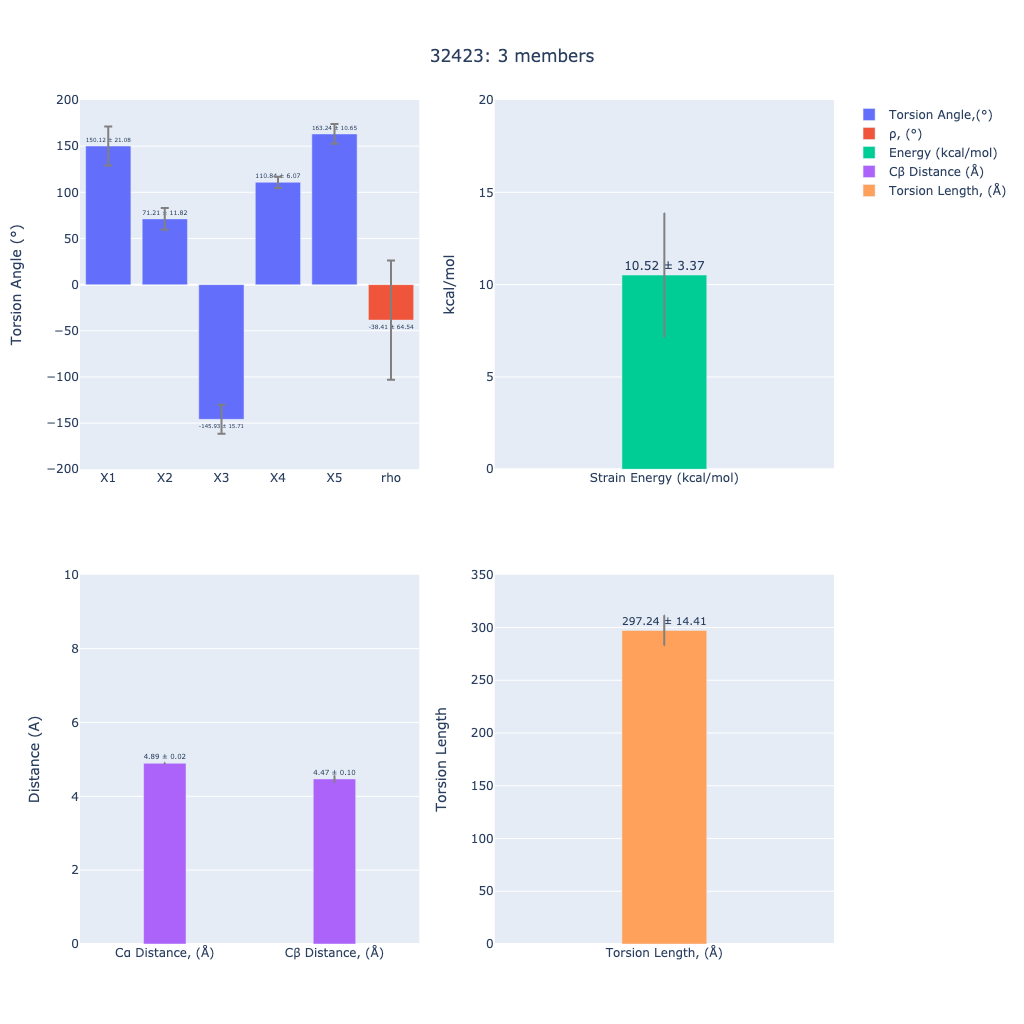 32423: 3 members
200
150
100
50
0
−50
−100
−150
−200
Torsion Angle (°)
150.12 ± 21.08
71.21 ± 11.82
-145.93 ± 15.71
110.84 ± 6.07
163.24 ± 10.65
-38.41 ± 64.54
X1 X2 X3 X4 X5 rho
20
15
10
5
0
kcal/mol
10.52 ± 3.37
Strain Energy (kcal/mol)
Torsion Angle,(°)
ρ, (°)
Energy (kcal/mol)
Cβ Distance (Å)
Torsion Length, (Å)
10
8
6
4
2
0
Distance (A)
4.89 ± 0.02
4.47 ± 0.10
Cα Distance, (Å) Cβ Distance, (Å)
350
300
250
200
150
100
50
0
Torsion Length
297.24 ± 14.41
Torsion Length, (Å)